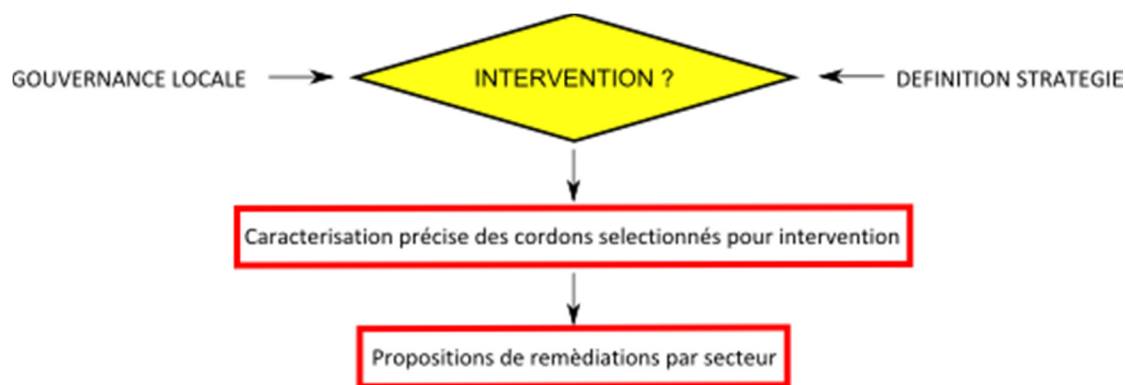 GOUVERNANCE LOCALE
INTERVENTION ?
DEFINITION STRATEGIE
Caracterisation précise des cordons selectionnés pour intervention
Propositions de remèdiations par secteur